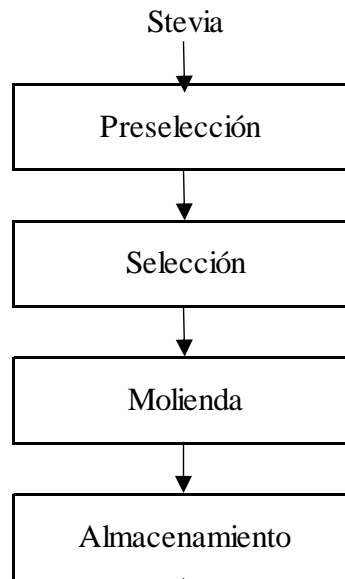 Stevia
Preselección
Selección
Molienda
Almacenamiento